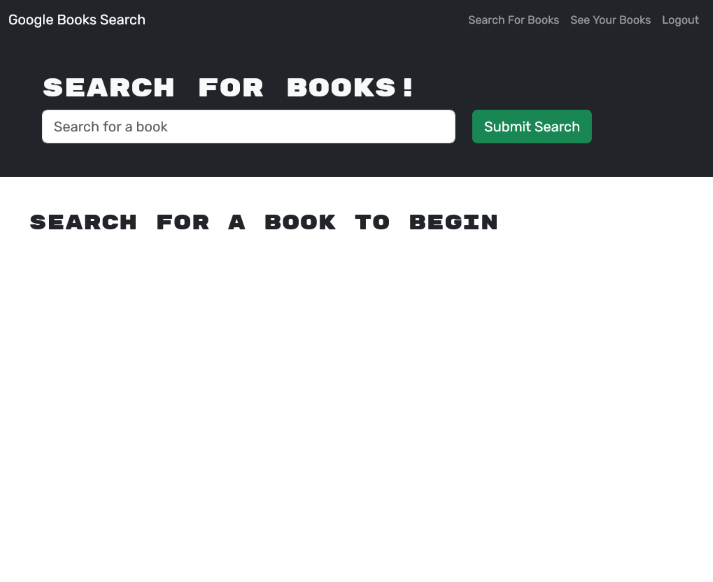 Google Books Search Search For Books See Your Books Logout
SEARCH FOR BOOKS!
Search for a book Submit Search
SEARCH FOR A BOOK TO BEGIN